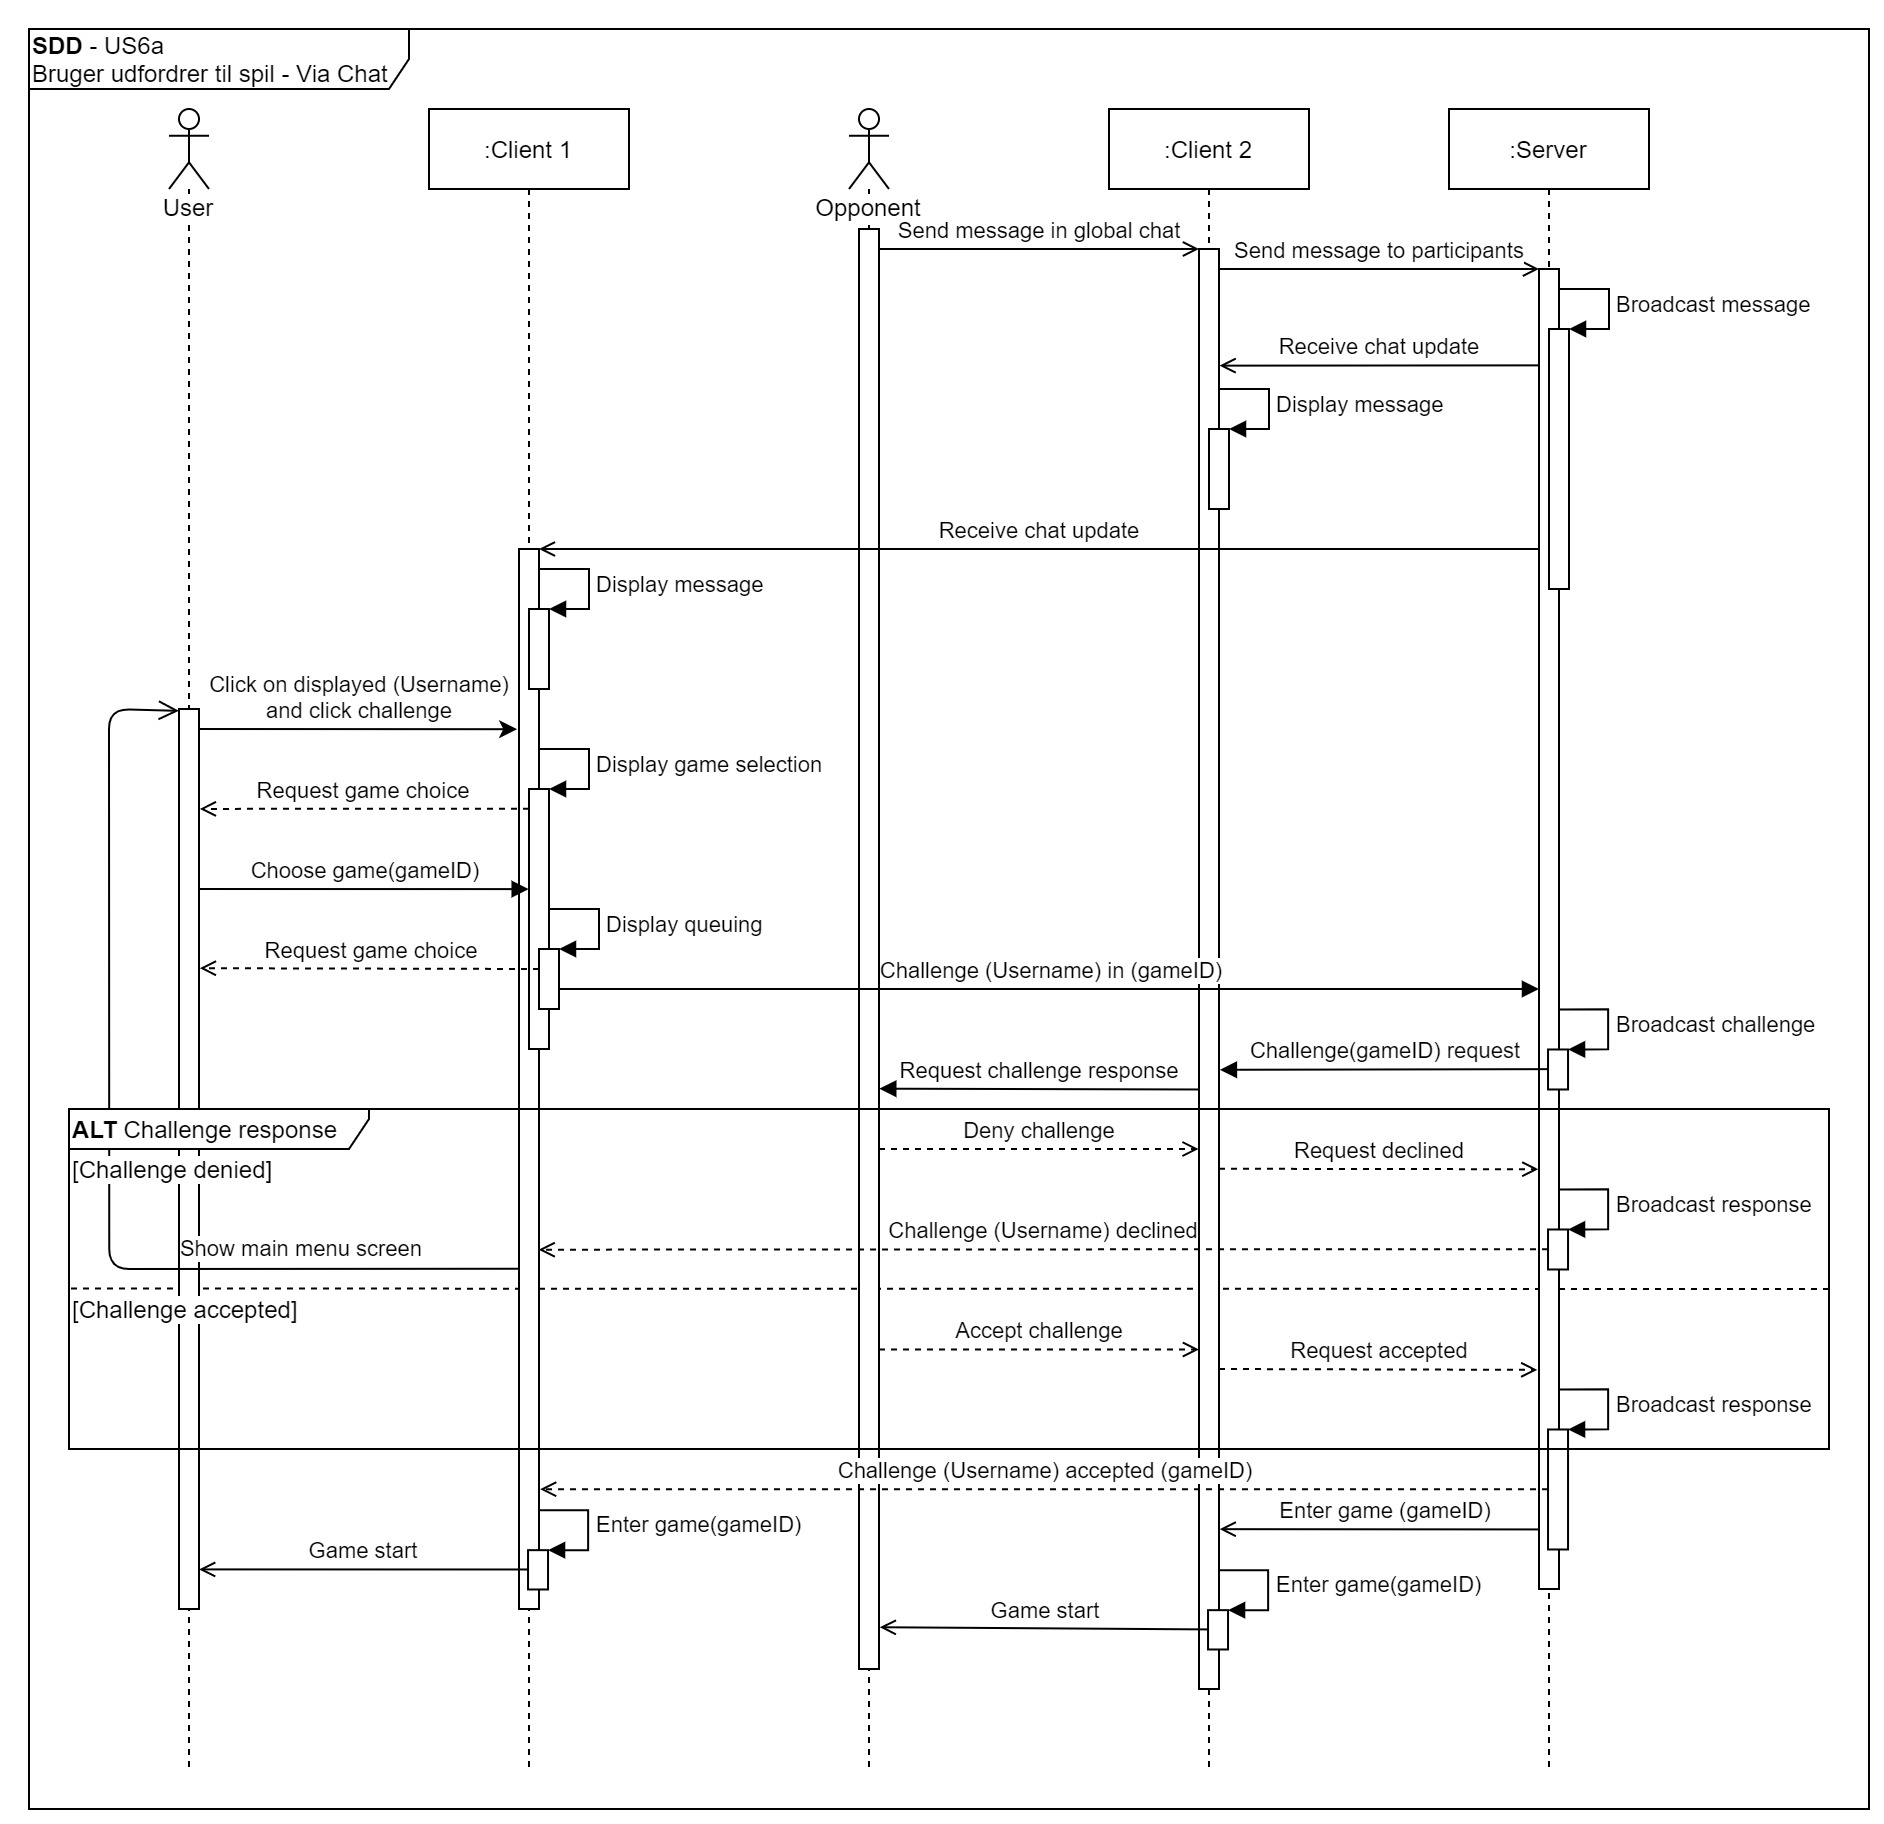 SDD - US6a
Bruger udfordrer til spil - Via Chat
User
:Client 1
Opponent
:Client 2
:Server
Send message in global chat
Send message to participants
Broadcast message
Receive chat update
Display message
Receive chat update
Display message
Click on displayed (Username)
and click challenge
Display game selection
Request game choice
Choose game(gameID)
Display queuing
Request game choice
Challenge (Username) in (gameID)
Broadcast challenge
Challenge(gameID) request
Request challenge response
ALT Challenge response
Deny challenge
Request declined
[Challenge denied]
Broadcast response
Challenge (Username) declined
Show main menu screen
[Challenge accepted]
Accept challenge
Request accepted
Broadcast response
Challenge (Username) accepted (gameID)
Enter game (gameID)
Enter game(gameID)
Game start
Enter game(gameID)
Game start